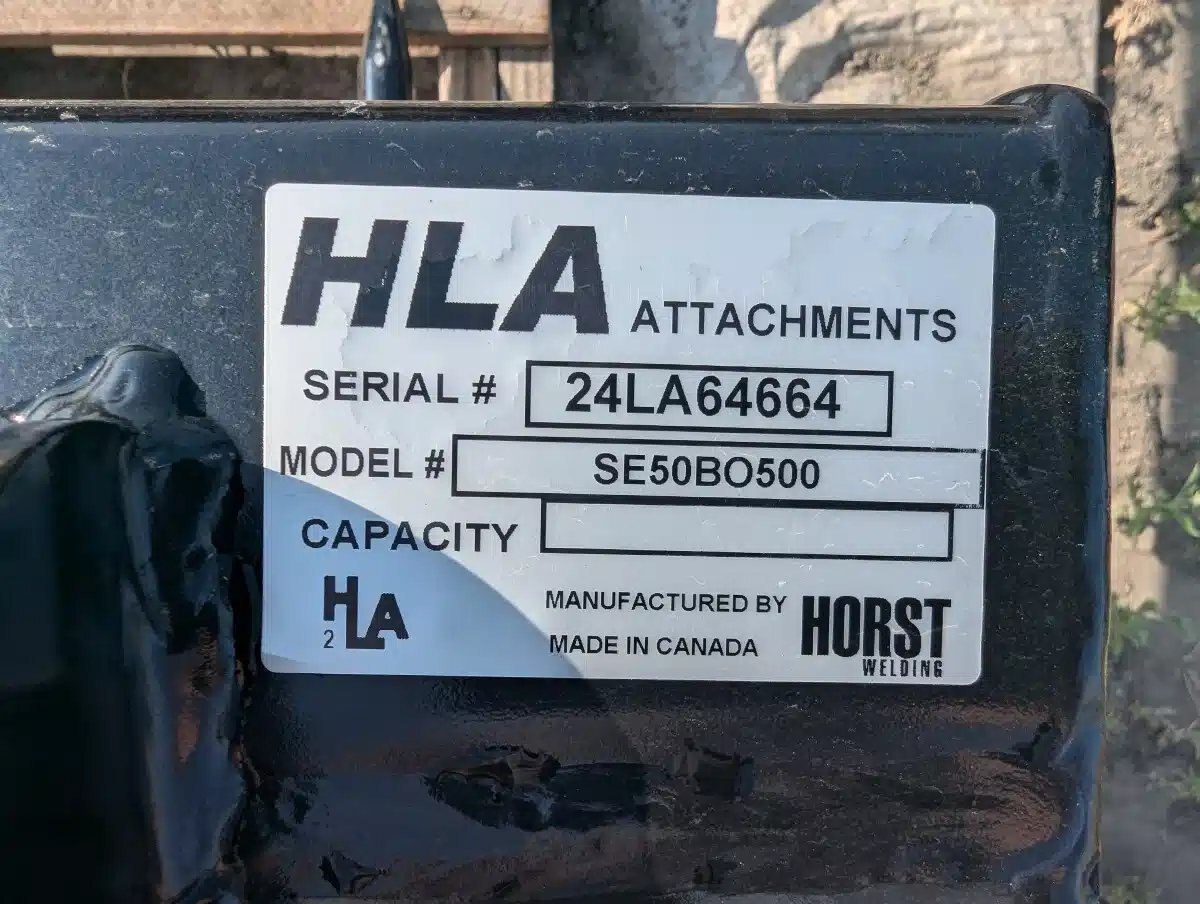 HLA ATTACHMENTS
SERIAL # 24LA64664
MODEL # SE50BO500
CAPACITY
HLA
2
MANUFACTURED BY HORST
MADE IN CANADA WELDING